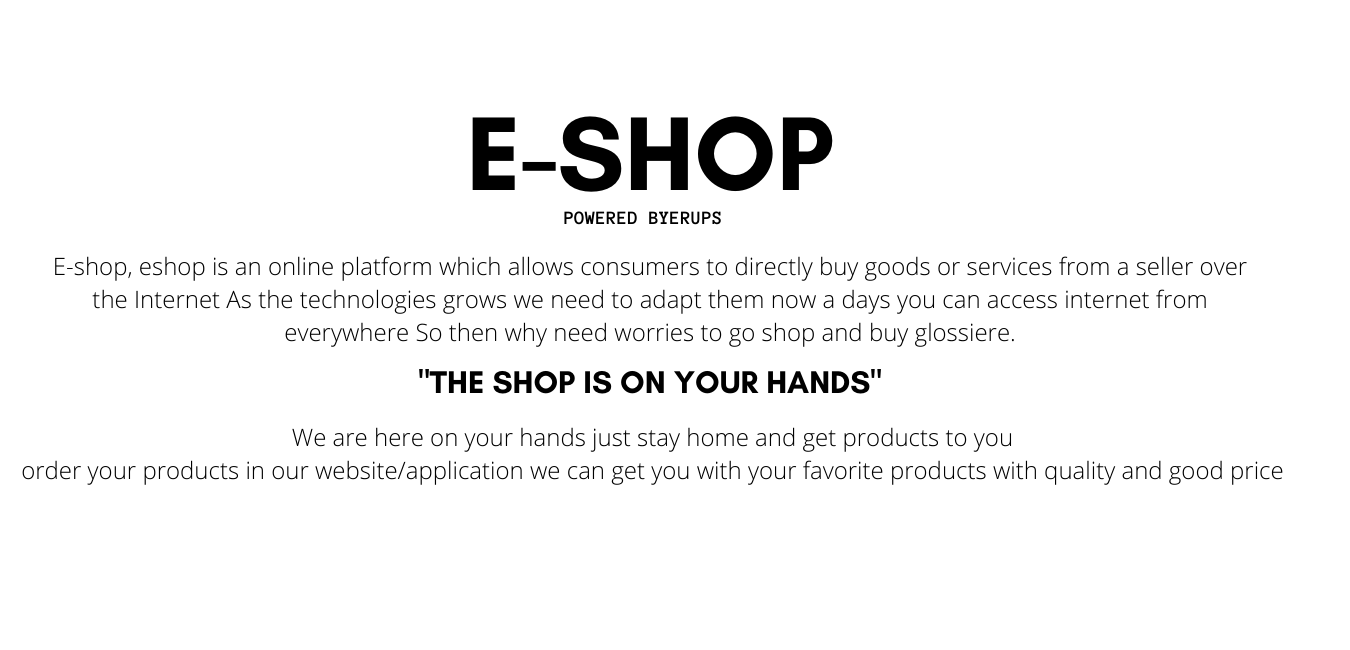 E-SHOP
POWERED BYERUPS
E-shop, eshop is an online platform which allows consumers to directly buy goods or services from a seller over
the Internet As the technologies grows we need to adapt them now a days you can access internet from
everywhere So then why need worries to go shop and buy glossiere.
"THE SHOP IS ON YOUR HANDS"
We are here on your hands just stay home and get products to you
order your products in our website/application we can get you with your favorite products with quality and good price